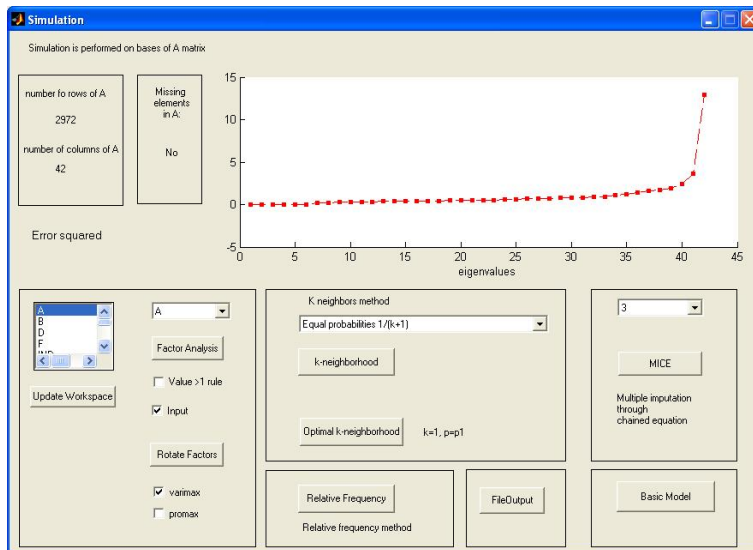 Simulation
Simulation is performed on bases of A matrix
number fo rows of A
2972
number of columns of A
42
Missing
elements
in A:
No
Error squared
15
10
5
0
-5
0 5 10 15 20 25 30 35 40 45
eigenvalues
A
B
D
F
Update Workspace
A
Factor Analysis
Value >1 rule
Input
Rotate Factors
varimax
promax
K neighbors method
Equal probabilities 1/(k+1)
k-neighborhood
Optimal k-neighborhood k=1, p=p1
Relative Frequency
Relative frequency method
FileOutput
3
MICE
Multiple imputation
through
chained equation
Basic Model